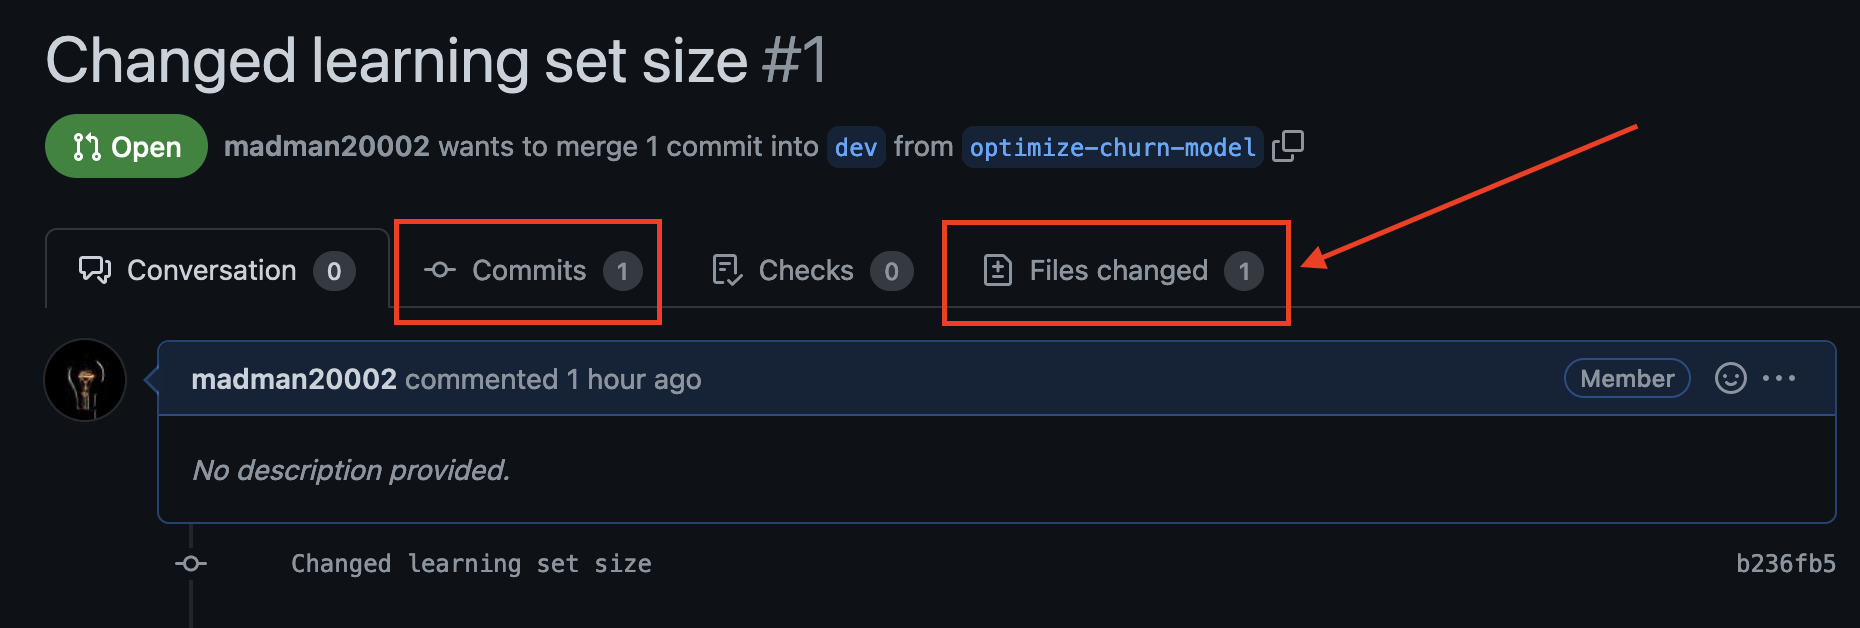 Changed learning set size #1
Open madman20002 wants to merge 1 commit into dev from optimize-churn-model
Conversation 0 Commits 1 Checks 0 Files changed 1
madman20002 commented 1 hour ago Member
No description provided.
Changed learning set size b236fb5